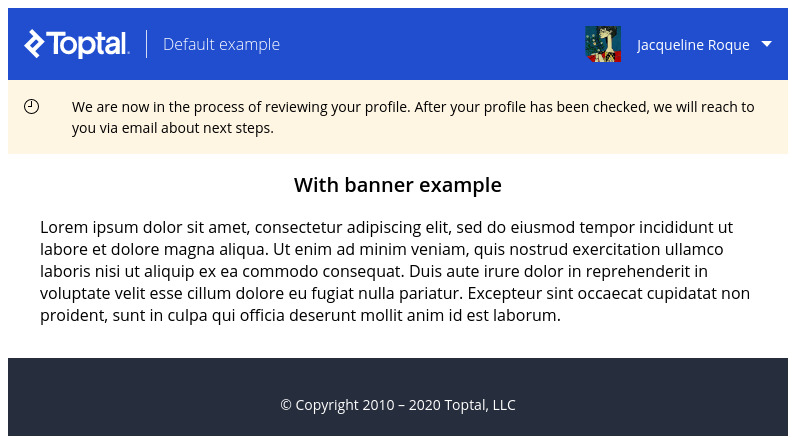 Toptal
Default example
Jacqueline Roque
We are now in the process of reviewing your profile. After your profile has been checked, we will reach to
you via email about next steps.
With banner example
Lorem ipsum dolor sit amet, consectetur adipiscing elit, sed do eiusmod tempor incididunt ut
labore et dolore magna aliqua. Ut enim ad minim veniam, quis nostrud exercitation ullamco
laboris nisi ut aliquip ex ea commodo consequat. Duis aute irure dolor in reprehenderit in
voluptate velit esse cillum dolore eu fugiat nulla pariatur. Excepteur sint occaecat cupidatat non
proident, sunt in culpa qui officia deserunt mollit anim id est laborum.
© Copyright 2010 – 2020 Toptal, LLC